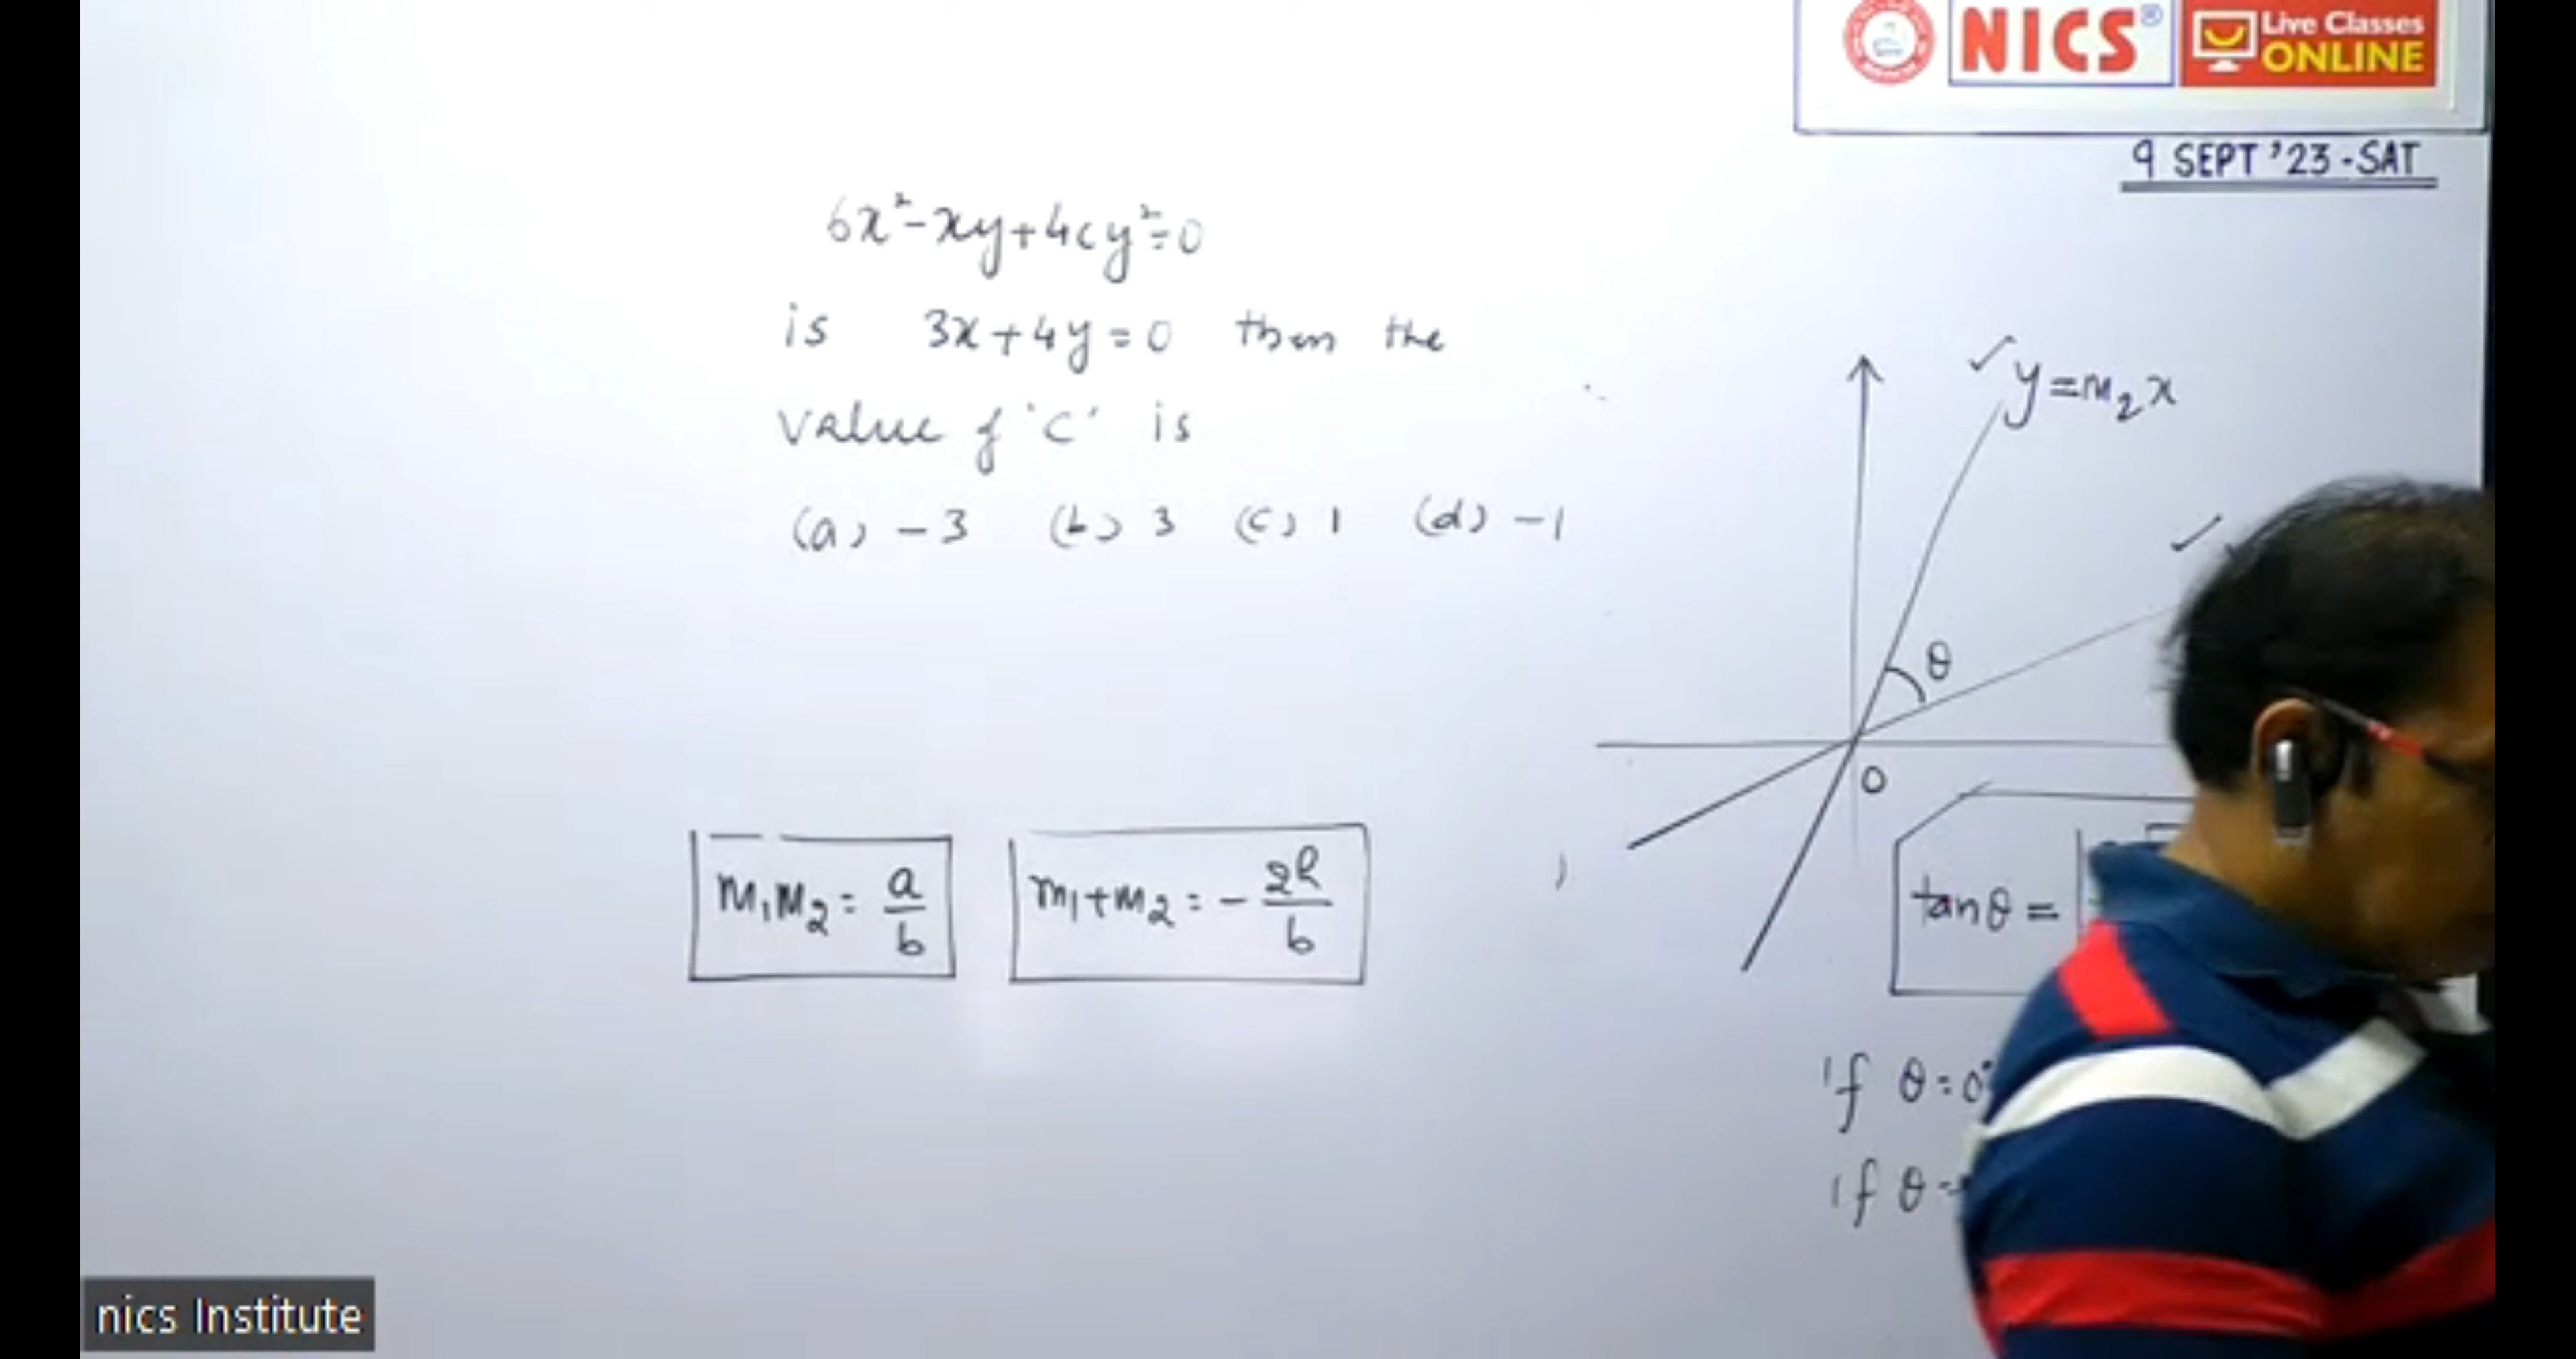 NICS®
Live Classes
ONLINE
9 SEPT '23 - SAT
6x² - xy + 4cy² = 0
is 3x + 4y = 0 then the
value of 'c' is
(a) -3 (b) 3 (c) 1 (d) -1
y = m₂x
θ
O
m₁m₂ = a/b
m₁ + m₂ = - 2h/b
tanθ =
if θ = 0°
if θ =
nics Institute